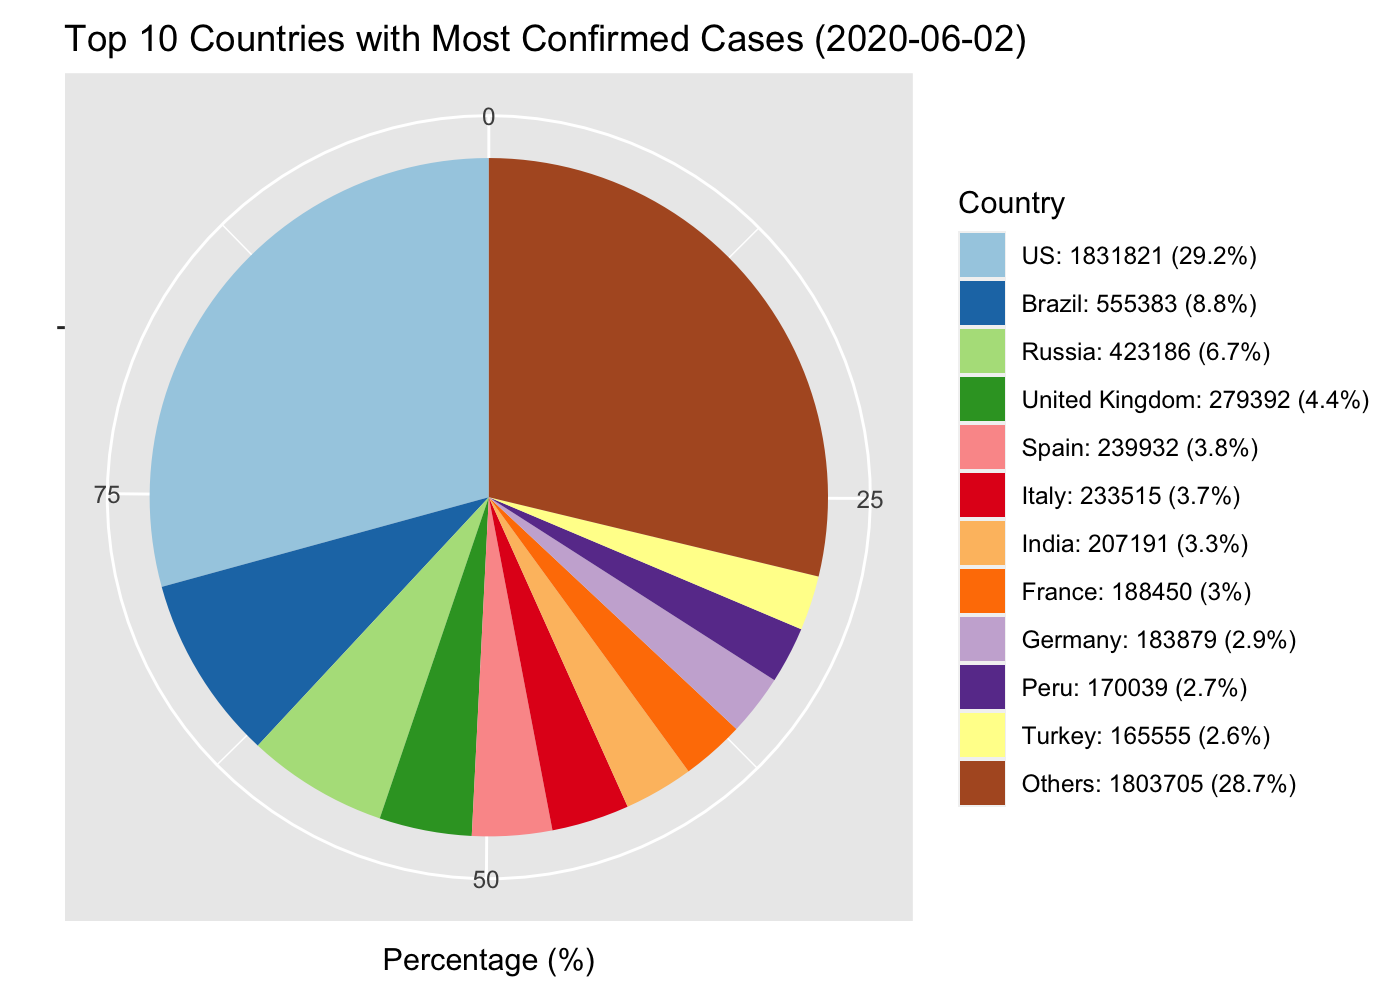 Top 10 Countries with Most Confirmed Cases (2020-06-02)
0
25
50
75
-
Percentage (%)
Country
US: 1831821 (29.2%)
Brazil: 555383 (8.8%)
Russia: 423186 (6.7%)
United Kingdom: 279392 (4.4%)
Spain: 239932 (3.8%)
Italy: 233515 (3.7%)
India: 207191 (3.3%)
France: 188450 (3%)
Germany: 183879 (2.9%)
Peru: 170039 (2.7%)
Turkey: 165555 (2.6%)
Others: 1803705 (28.7%)